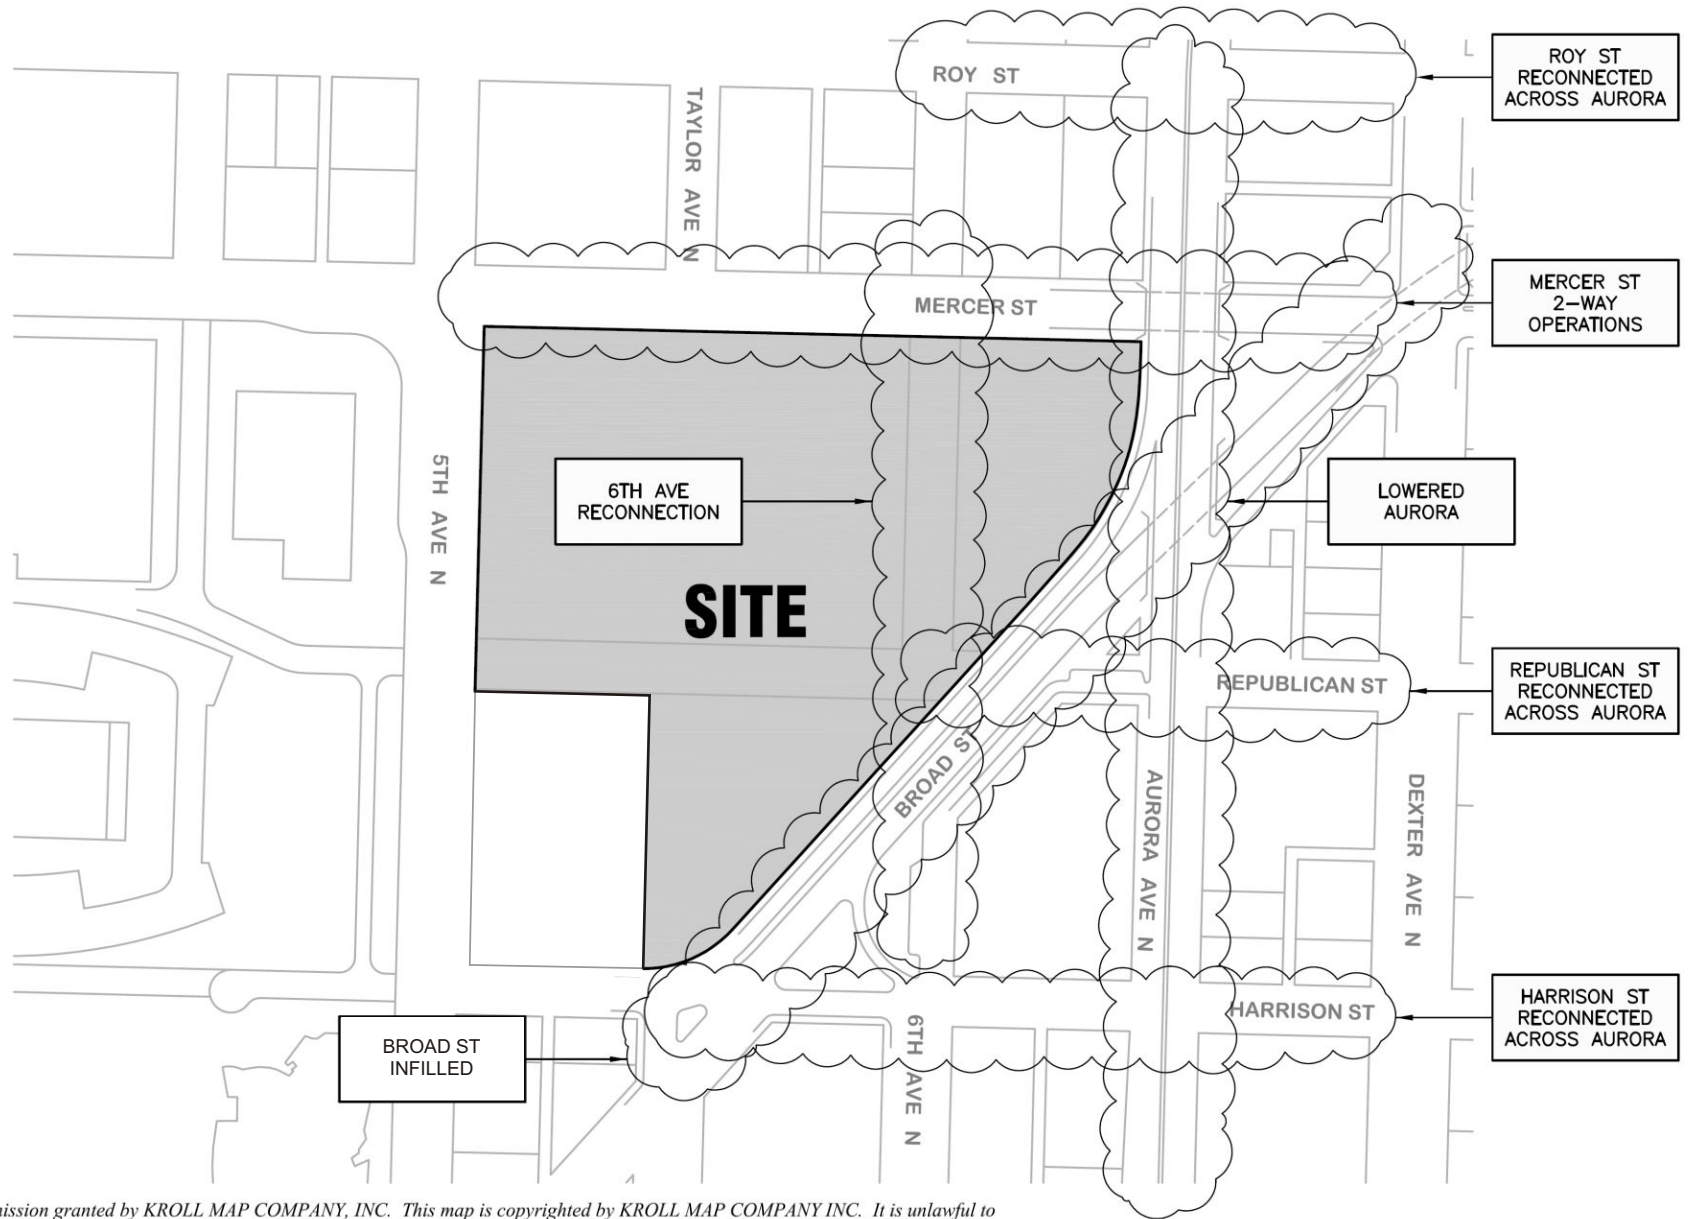 ROY ST
RECONNECTED
ACROSS AURORA
ROY ST
TAYLOR AVE N
MERCER ST
2-WAY
OPERATIONS
MERCER ST
5TH AVE N
6TH AVE
RECONNECTION
LOWERED
AURORA
SITE
REPUBLICAN ST
RECONNECTED
ACROSS AURORA
REPUBLICAN ST
BROAD ST
AURORA AVE N
DEXTER AVE N
HARRISON ST
RECONNECTED
ACROSS AURORA
HARRISON ST
BROAD ST
INFILLED
6TH AVE N
mission granted by KROLL MAP COMPANY, INC. This map is copyrighted by KROLL MAP COMPANY INC. It is unlawful to